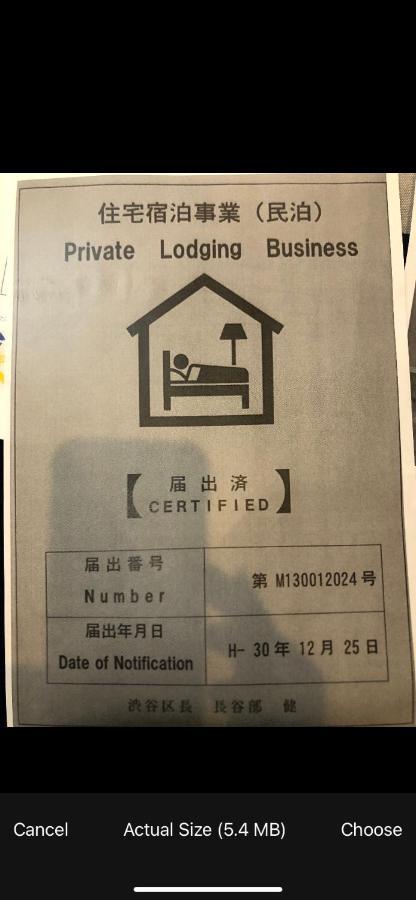 住宅宿泊事業（民泊）
Private Lodging Business
【届出済
CERTIFIED】
届出番号
Number
第 M130012024 号
届出年月日
Date of Notification
H- 30 年 12 月 25 日
渋谷区長 長谷部 健
Cancel
Actual Size (5.4 MB)
Choose